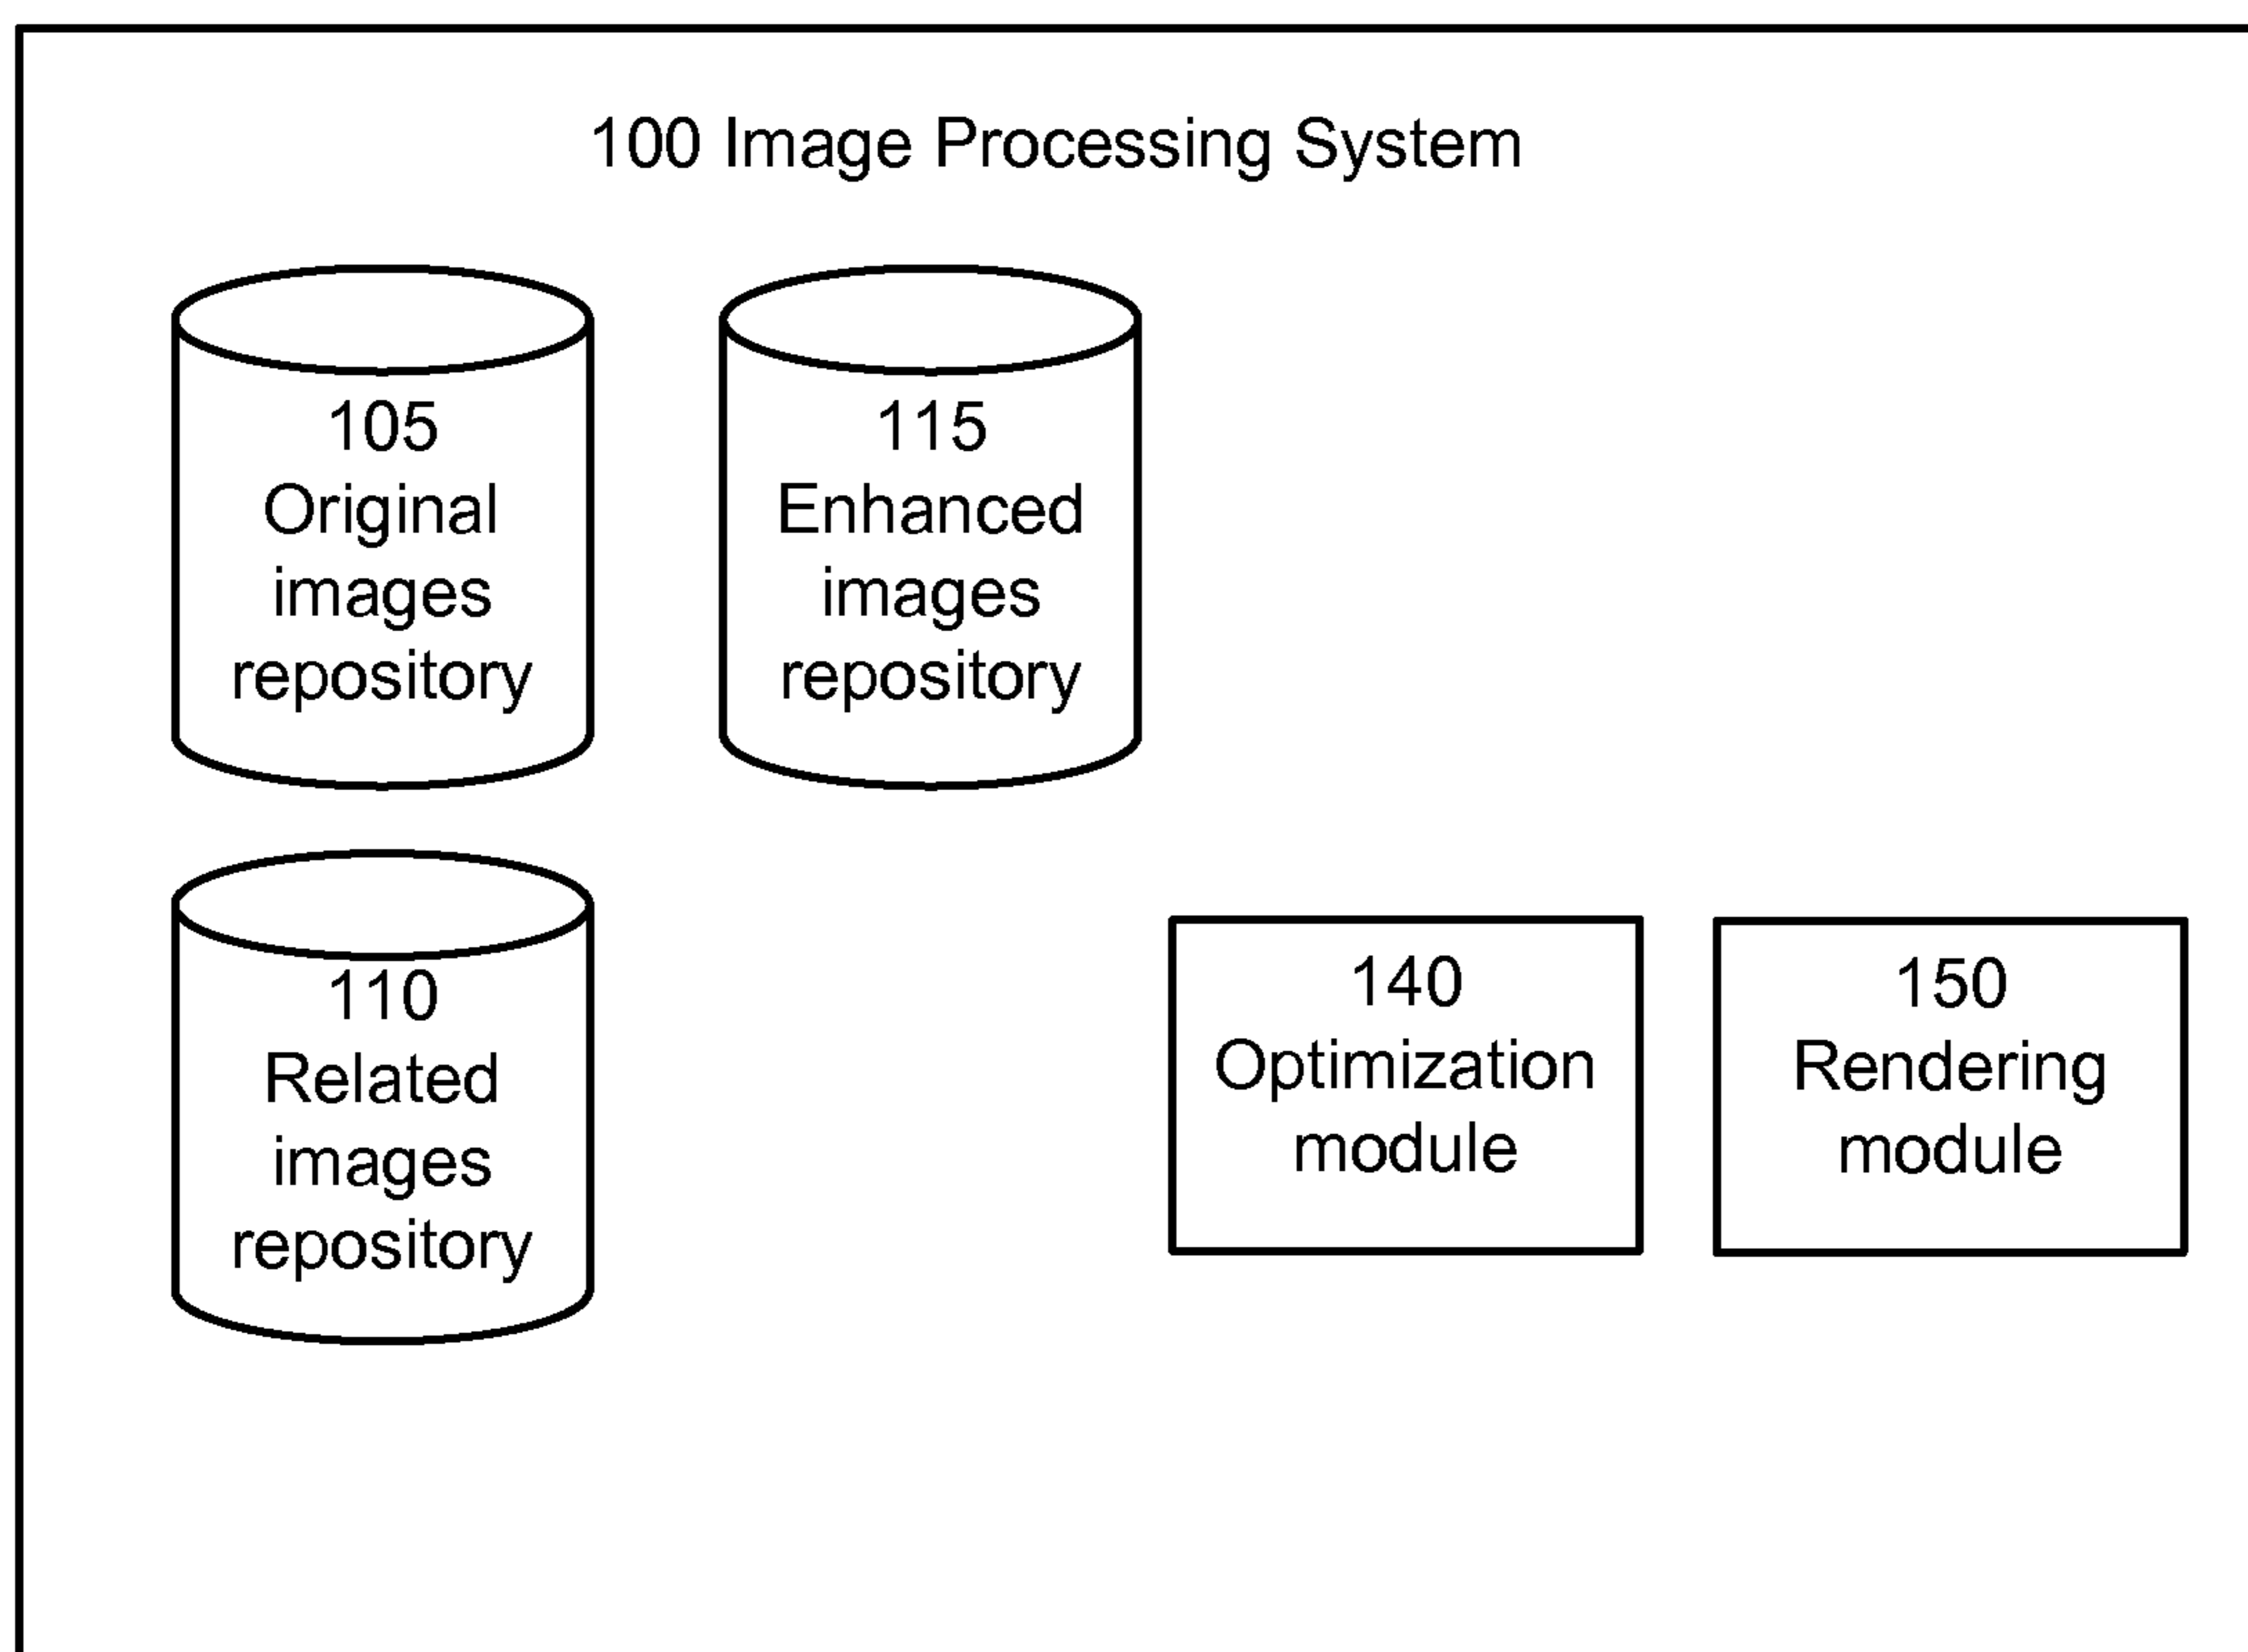 100 Image Processing System
105
Original
images
repository
115
Enhanced
images
repository
110
Related
images
repository
140
Optimization
module
150
Rendering
module